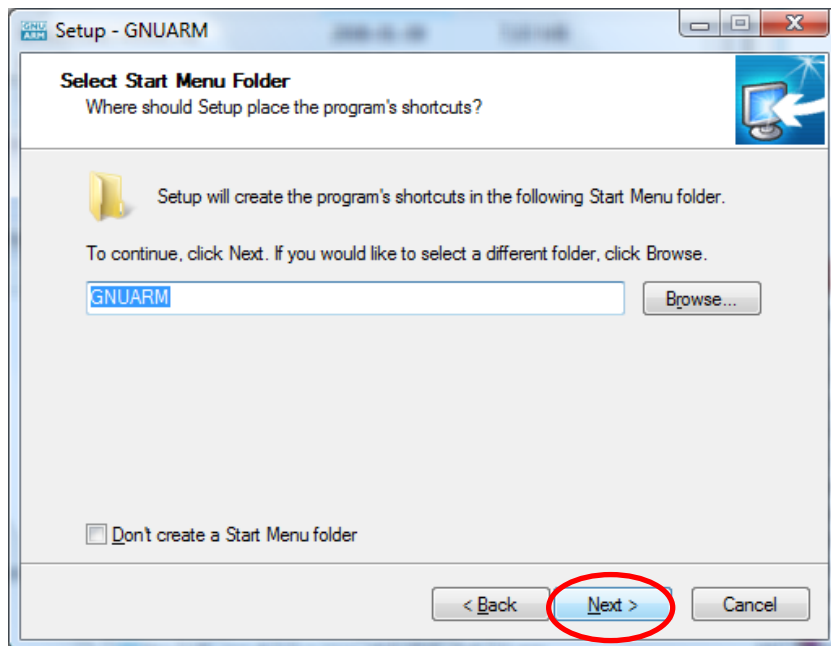 GNU
ARM
Setup - GNUARM
Select Start Menu Folder
Where should Setup place the program's shortcuts?
Setup will create the program's shortcuts in the following Start Menu folder.
To continue, click Next. If you would like to select a different folder, click Browse.
GNUARM
Browse...
Don't create a Start Menu folder
< Back
Next >
Cancel